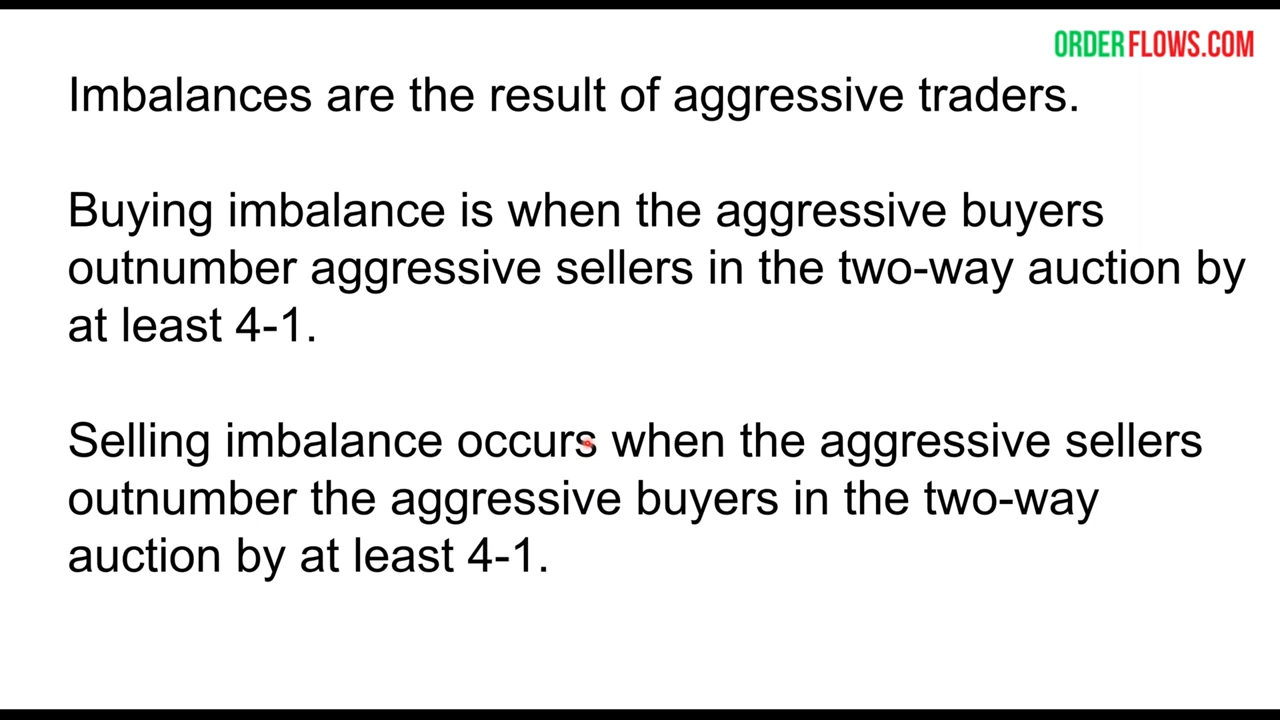 ORDERFLOWS.COM
Imbalances are the result of aggressive traders.
Buying imbalance is when the aggressive buyers
outnumber aggressive sellers in the two-way auction by
at least 4-1.
Selling imbalance occurs when the aggressive sellers
outnumber the aggressive buyers in the two-way
auction by at least 4-1.